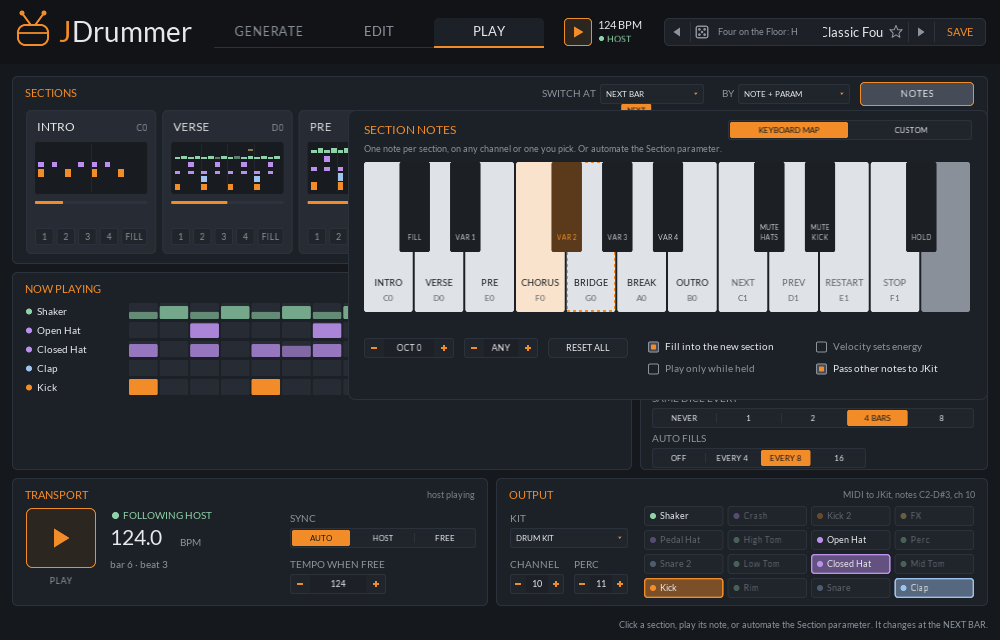 JDrummer
GENERATE EDIT PLAY
124 BPM
HOST
Four on the Floor: H
Classic Fou
SAVE
SECTIONS
SWITCH AT NEXT BAR BY NOTE + PARAM NOTES
INTRO C0
VERSE D0
PRE
1 2 3 4 FILL
1 2 3 4 FILL
1 2
SECTION NOTES
KEYBOARD MAP CUSTOM
One note per section, on any channel or one you pick. Or automate the Section parameter.
FILL VAR 1 VAR 2 VAR 3 VAR 4 MUTE HATS MUTE KICK HOLD
INTRO VERSE PRE CHORUS BRIDGE BREAK OUTRO NEXT PREV RESTART STOP
C0 D0 E0 F0 G0 A0 B0 C1 D1 E1 F1
- OCT 0 + - ANY + RESET ALL
Fill into the new section
Velocity sets energy
Play only while held
Pass other notes to JKit
NOW PLAYING
Shaker
Open Hat
Closed Hat
Clap
Kick
SAME DICE EVERY
NEVER 1 2 4 BARS 8
AUTO FILLS
OFF EVERY 4 EVERY 8 16
TRANSPORT
host playing
PLAY
FOLLOWING HOST
124.0 BPM
bar 6 · beat 3
SYNC
AUTO HOST FREE
TEMPO WHEN FREE
- 124 +
OUTPUT
MIDI to JKit, notes C2-D#3, ch 10
KIT
DRUM KIT
CHANNEL PERC
- 10 + - 11 +
Shaker Crash Kick 2 FX
Pedal Hat High Tom Open Hat Perc
Snare 2 Low Tom Closed Hat Mid Tom
Kick Rim Snare Clap
Click a section, play its note, or automate the Section parameter. It changes at the NEXT BAR.